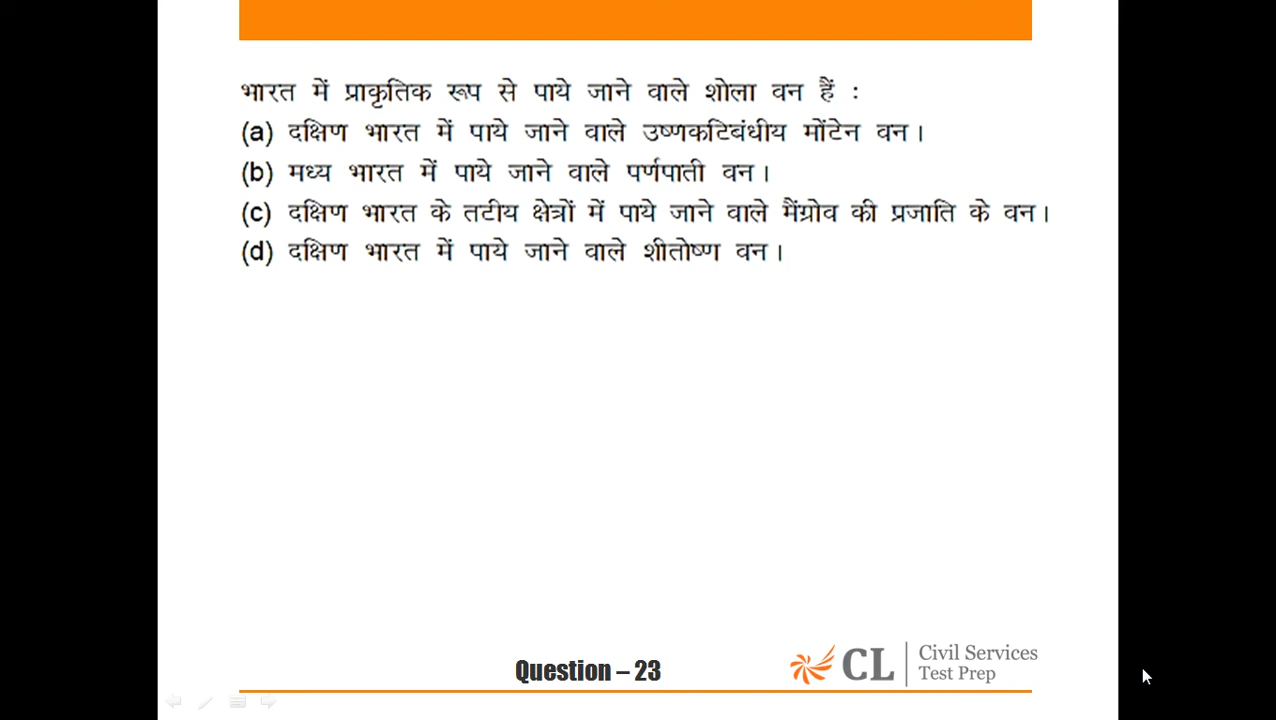 भारत में प्राकृतिक रूप से पाये जाने वाले शोला वन हैं :
(a) दक्षिण भारत में पाये जाने वाले उष्णकटिबंधीय मोंटेन वन।
(b) मध्य भारत में पाये जाने वाले पर्णपाती वन।
(c) दक्षिण भारत के तटीय क्षेत्रों में पाये जाने वाले मैंग्रोव की प्रजाति के वन।
(d) दक्षिण भारत में पाये जाने वाले शीतोष्ण वन।
Question – 23
CL
Civil Services
Test Prep